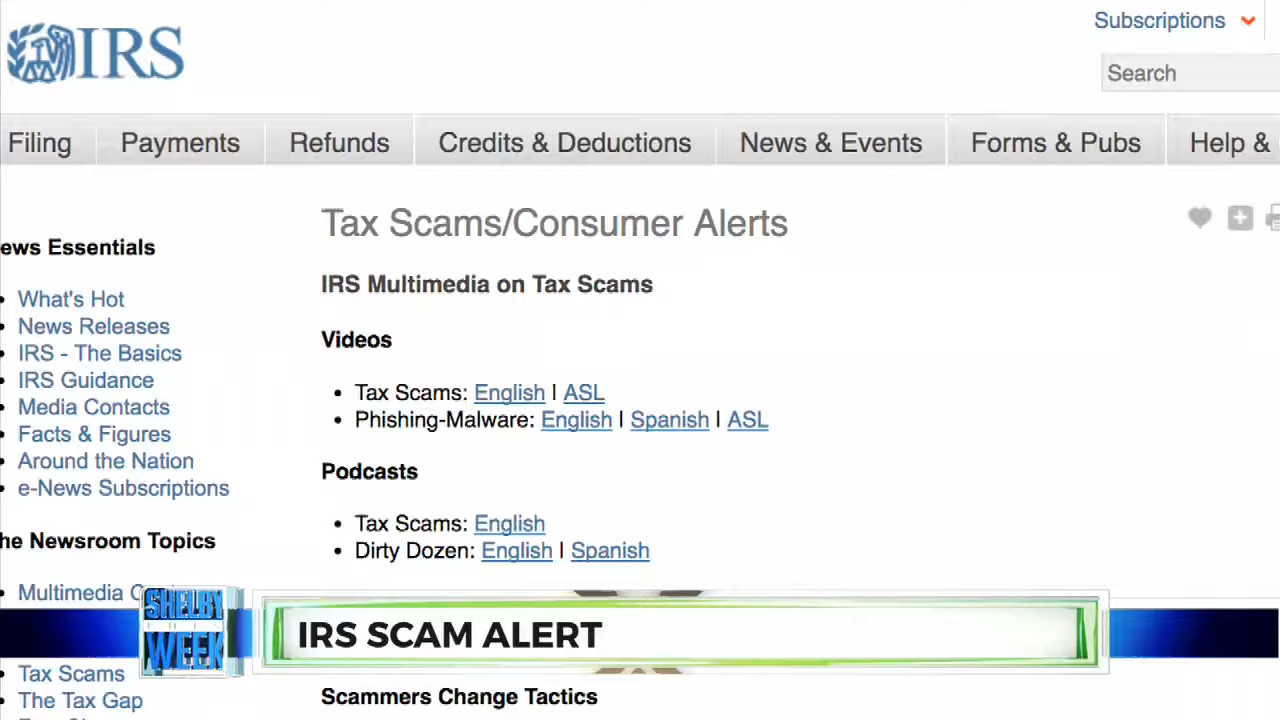 IRS
Subscriptions
Search
Filing
Payments
Refunds
Credits & Deductions
News & Events
Forms & Pubs
Help &
Tax Scams/Consumer Alerts
ews Essentials
What's Hot
News Releases
IRS - The Basics
IRS Guidance
Media Contacts
Facts & Figures
Around the Nation
e-News Subscriptions
he Newsroom Topics
Multimedia
Tax Scams
The Tax Gap
IRS Multimedia on Tax Scams
Videos
• Tax Scams: English | ASL
• Phishing-Malware: English | Spanish | ASL
Podcasts
• Tax Scams: English
• Dirty Dozen: English | Spanish
SHELBY
WEEK
IRS SCAM ALERT
Scammers Change Tactics